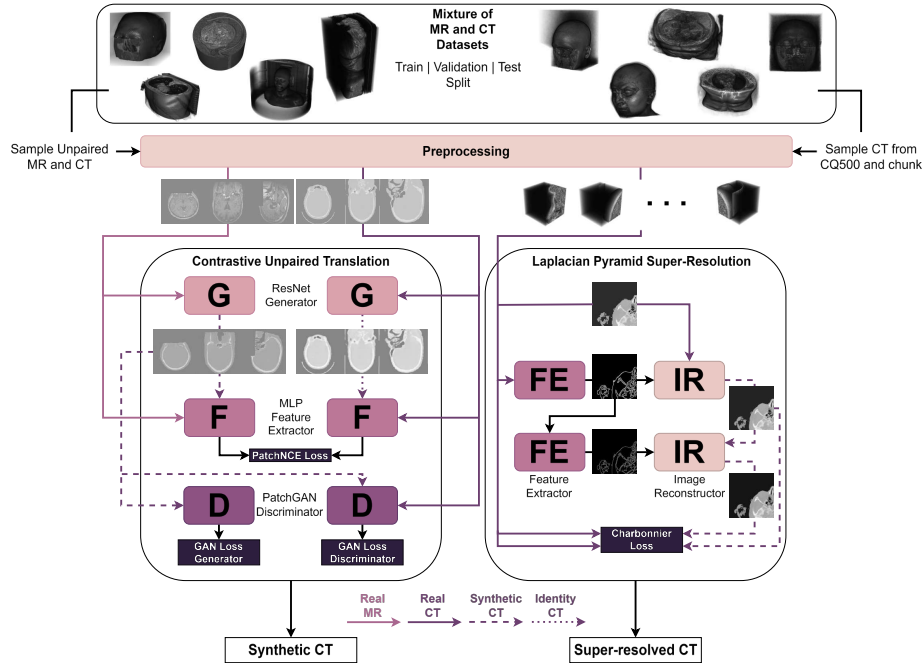 Mixture of
MR and CT
Datasets
Train | Validation | Test
Split
Sample Unpaired
MR and CT
Preprocessing
Sample CT from
CQ500 and chunk
Contrastive Unpaired Translation
G
ResNet
Generator
G
F
MLP
Feature
Extractor
F
PatchNCE Loss
D
PatchGAN
Discriminator
D
GAN Loss
Generator
GAN Loss
Discriminator
Laplacian Pyramid Super-Resolution
FE
IR
FE
IR
Feature
Extractor
Image
Reconstructor
Charbonnier
Loss
Real
MR
Real
CT
Synthetic
CT
Identity
CT
Synthetic CT
Super-resolved CT